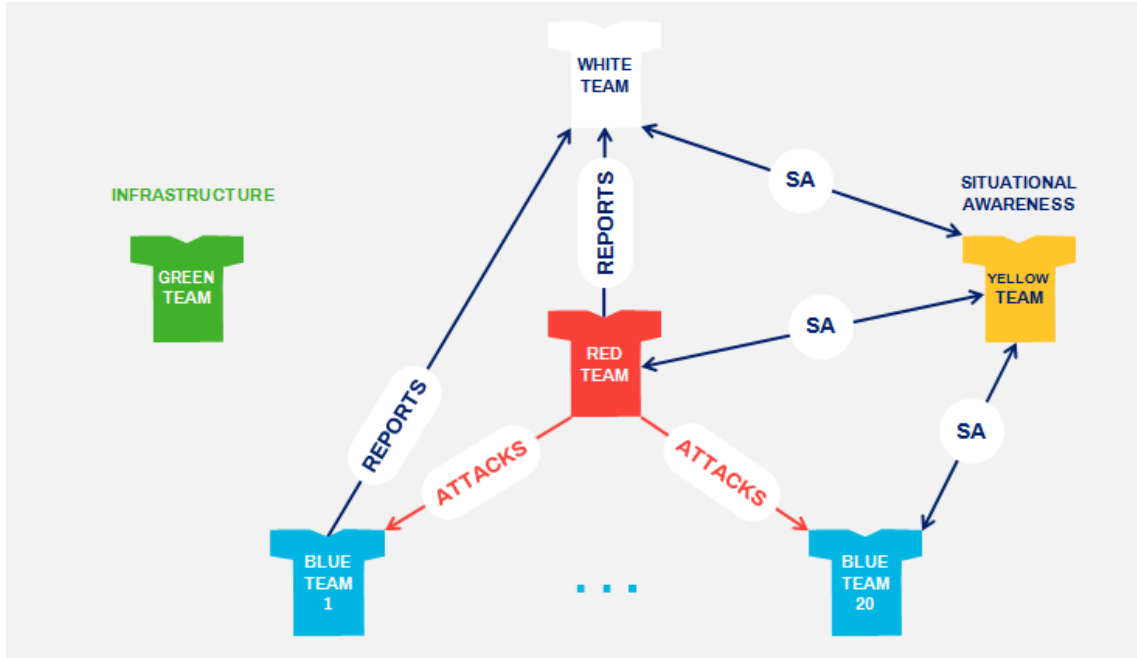 WHITE
TEAM
INFRASTRUCTURE
GREEN
TEAM
REPORTS
SA
SITUATIONAL
AWARENESS
YELLOW
TEAM
SA
RED
TEAM
REPORTS
ATTACKS
ATTACKS
SA
BLUE
TEAM
1
. . .
BLUE
TEAM
20